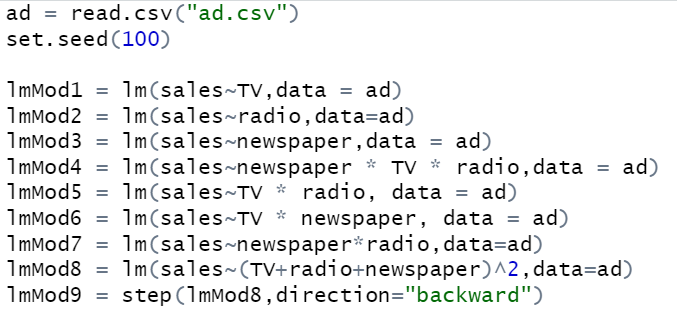 ad = read.csv("ad.csv")
set.seed(100)
lmMod1 = lm(sales~TV,data = ad)
lmMod2 = lm(sales~radio,data=ad)
lmMod3 = lm(sales~newspaper,data = ad)
lmMod4 = lm(sales~newspaper * TV * radio,data = ad)
lmMod5 = lm(sales~TV * radio, data = ad)
lmMod6 = lm(sales~TV * newspaper, data = ad)
lmMod7 = lm(sales~newspaper*radio,data=ad)
lmMod8 = lm(sales~(TV+radio+newspaper)^2,data=ad)
lmMod9 = step(lmMod8,direction="backward")